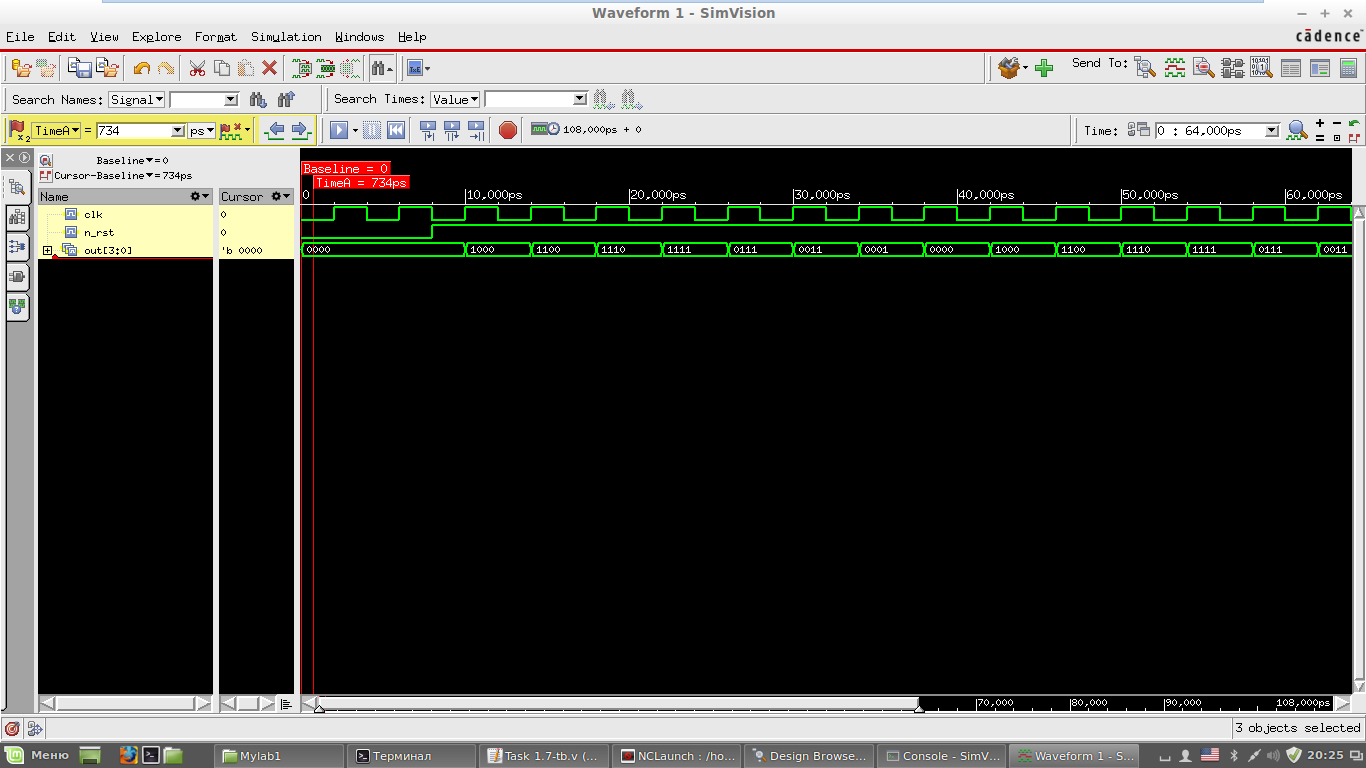 Waveform 1 - SimVision
File Edit View Explore Format Simulation Windows Help
cādence
Send To:
Search Names: Signal
Search Times: Value
x2 TimeA = 734 ps
108,000ps + 0
Time: 0 : 64,000ps
Baseline = 0
Cursor-Baseline = 734ps
Baseline = 0
TimeA = 734ps
Name
Cursor
0 10,000ps 20,000ps 30,000ps 40,000ps 50,000ps 60,000ps
clk 0
n_rst 0
out[3:0] 'b 0000
0000 1000 1100 1110 1111 0111 0011 0001 0000 1000 1100 1110 1111 0111 0011
70,000 80,000 90,000 108,000ps
3 objects selected
Меню Mylab1 Терминал Task 1.7-tb.v (... NCLaunch : /ho... Design Browse... Console - SimV... Waveform 1 - S... 20:25